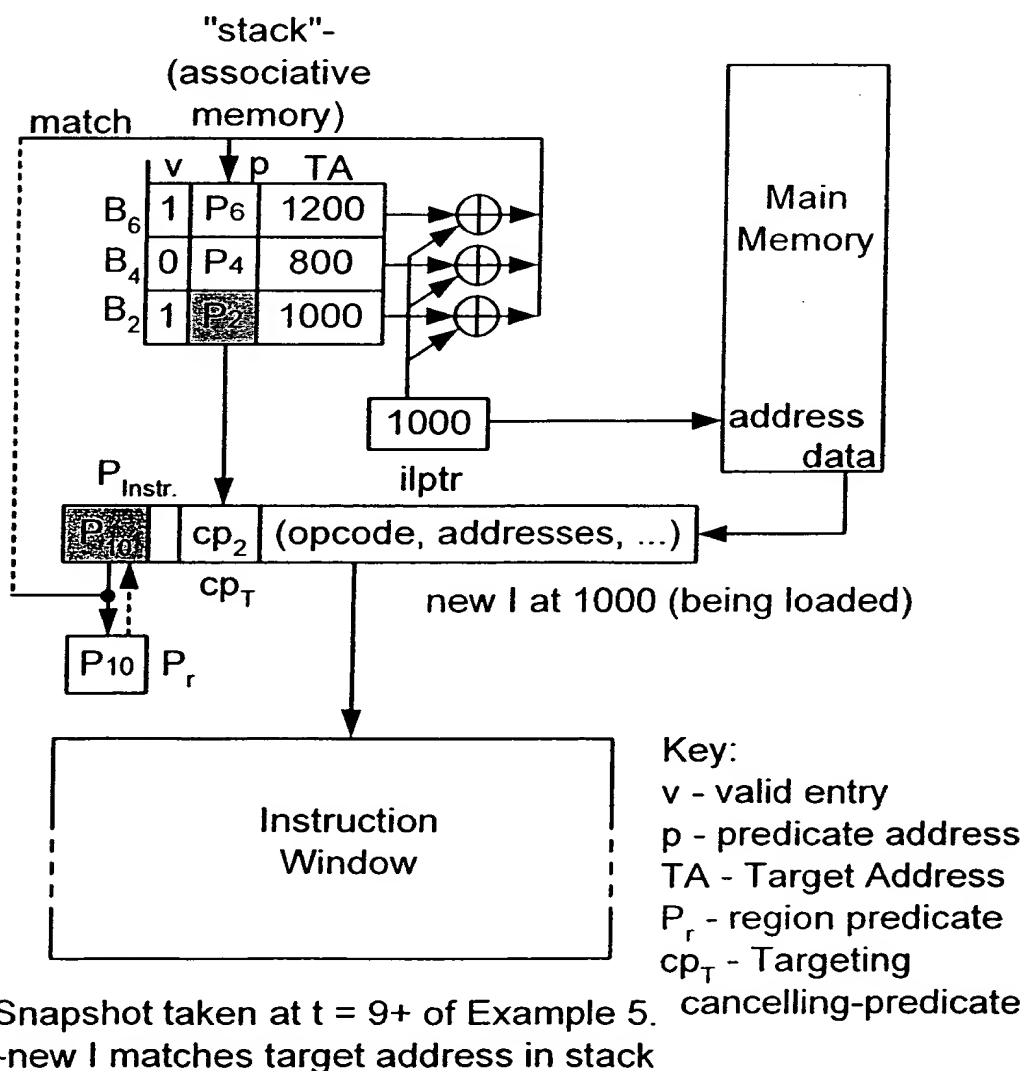 "stack"-
(associative
memory)
match
v p TA
B6 1 P6 1200
B4 0 P4 800
B2 1 P2 1000
Main
Memory
1000
address
data
PInstr.
ilptr
P10 cp2 (opcode, addresses, ...)
cpT
new I at 1000 (being loaded)
P10 Pr
Instruction
Window
Key:
v - valid entry
p - predicate address
TA - Target Address
Pr - region predicate
cpT - Targeting
cancelling-predicate
Snapshot taken at t = 9+ of Example 5.
-new I matches target address in stack